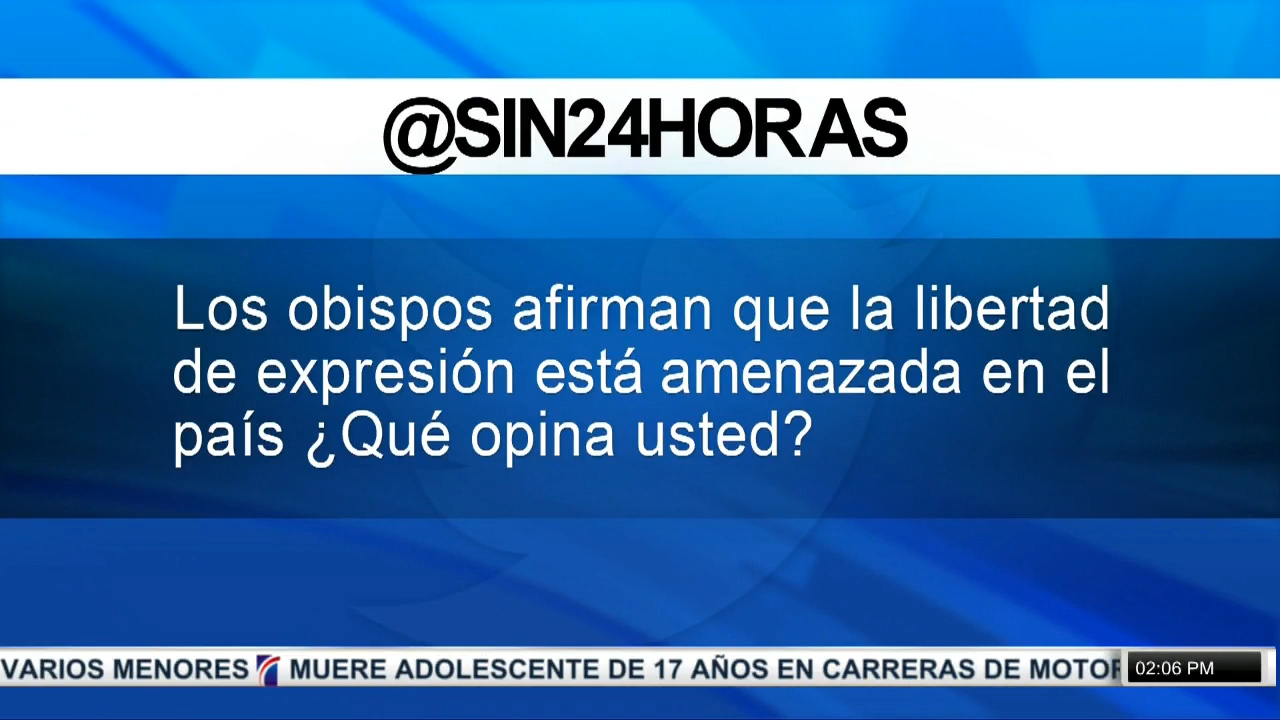 @SIN24HORAS
Los obispos afirman que la libertad
de expresión está amenazada en el
país ¿Qué opina usted?
VARIOS MENORES MUERE ADOLESCENTE DE 17 AÑOS EN CARRERAS DE MOTOR
02:06 PM